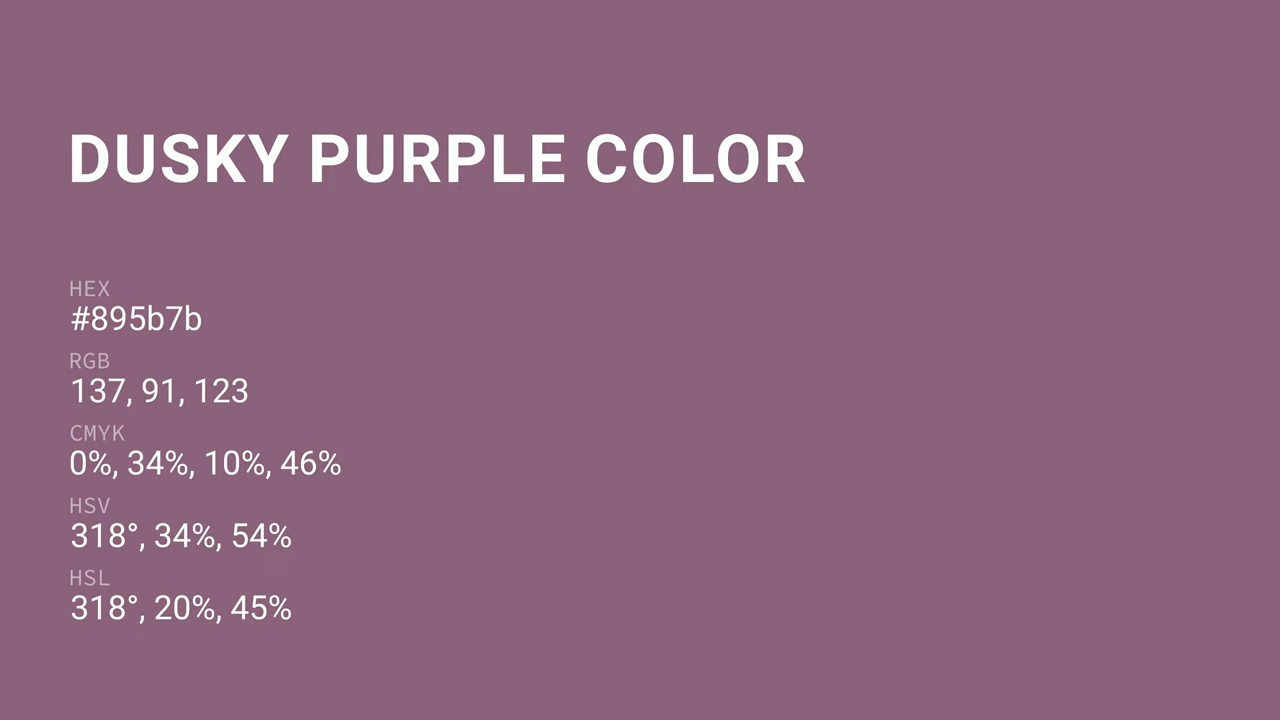 DUSKY PURPLE COLOR
HEX
#895b7b
RGB
137, 91, 123
CMYK
0%, 34%, 10%, 46%
HSV
318°, 34%, 54%
HSL
318°, 20%, 45%